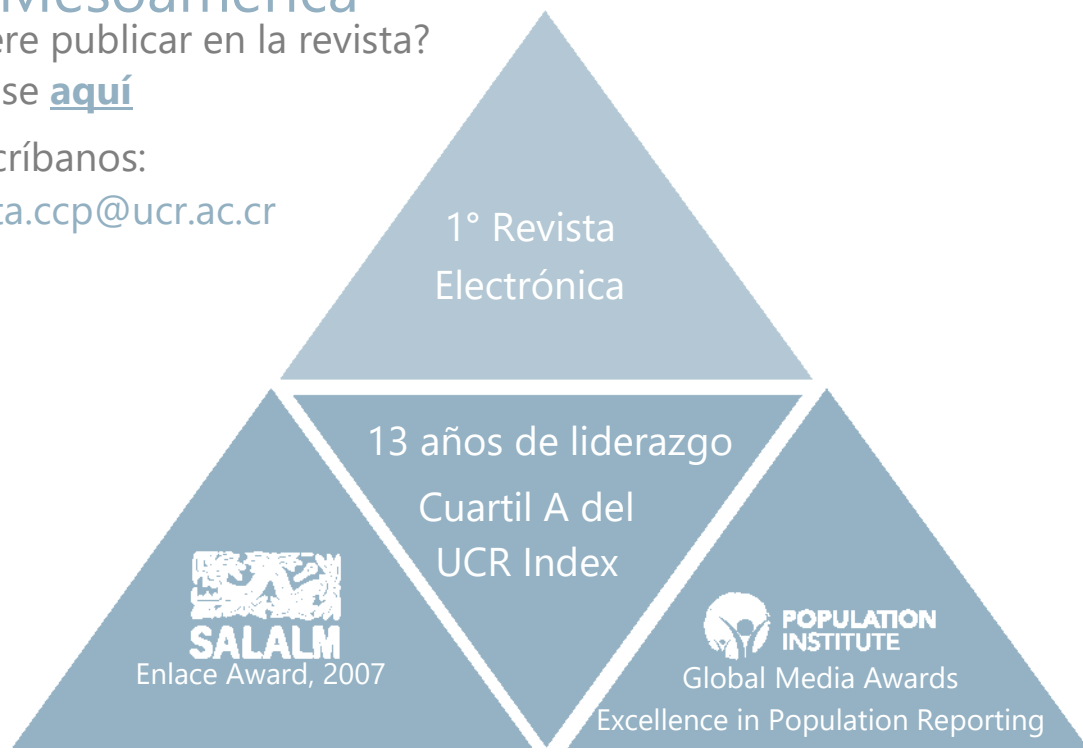 Mesoamérica
ere publicar en la revista?
se aquí
críbanos:
ta.ccp@ucr.ac.cr
1° Revista
Electrónica
13 años de liderazgo
Cuartil A del
UCR Index
SALALM
Enlace Award, 2007
POPULATION
INSTITUTE
Global Media Awards
Excellence in Population Reporting